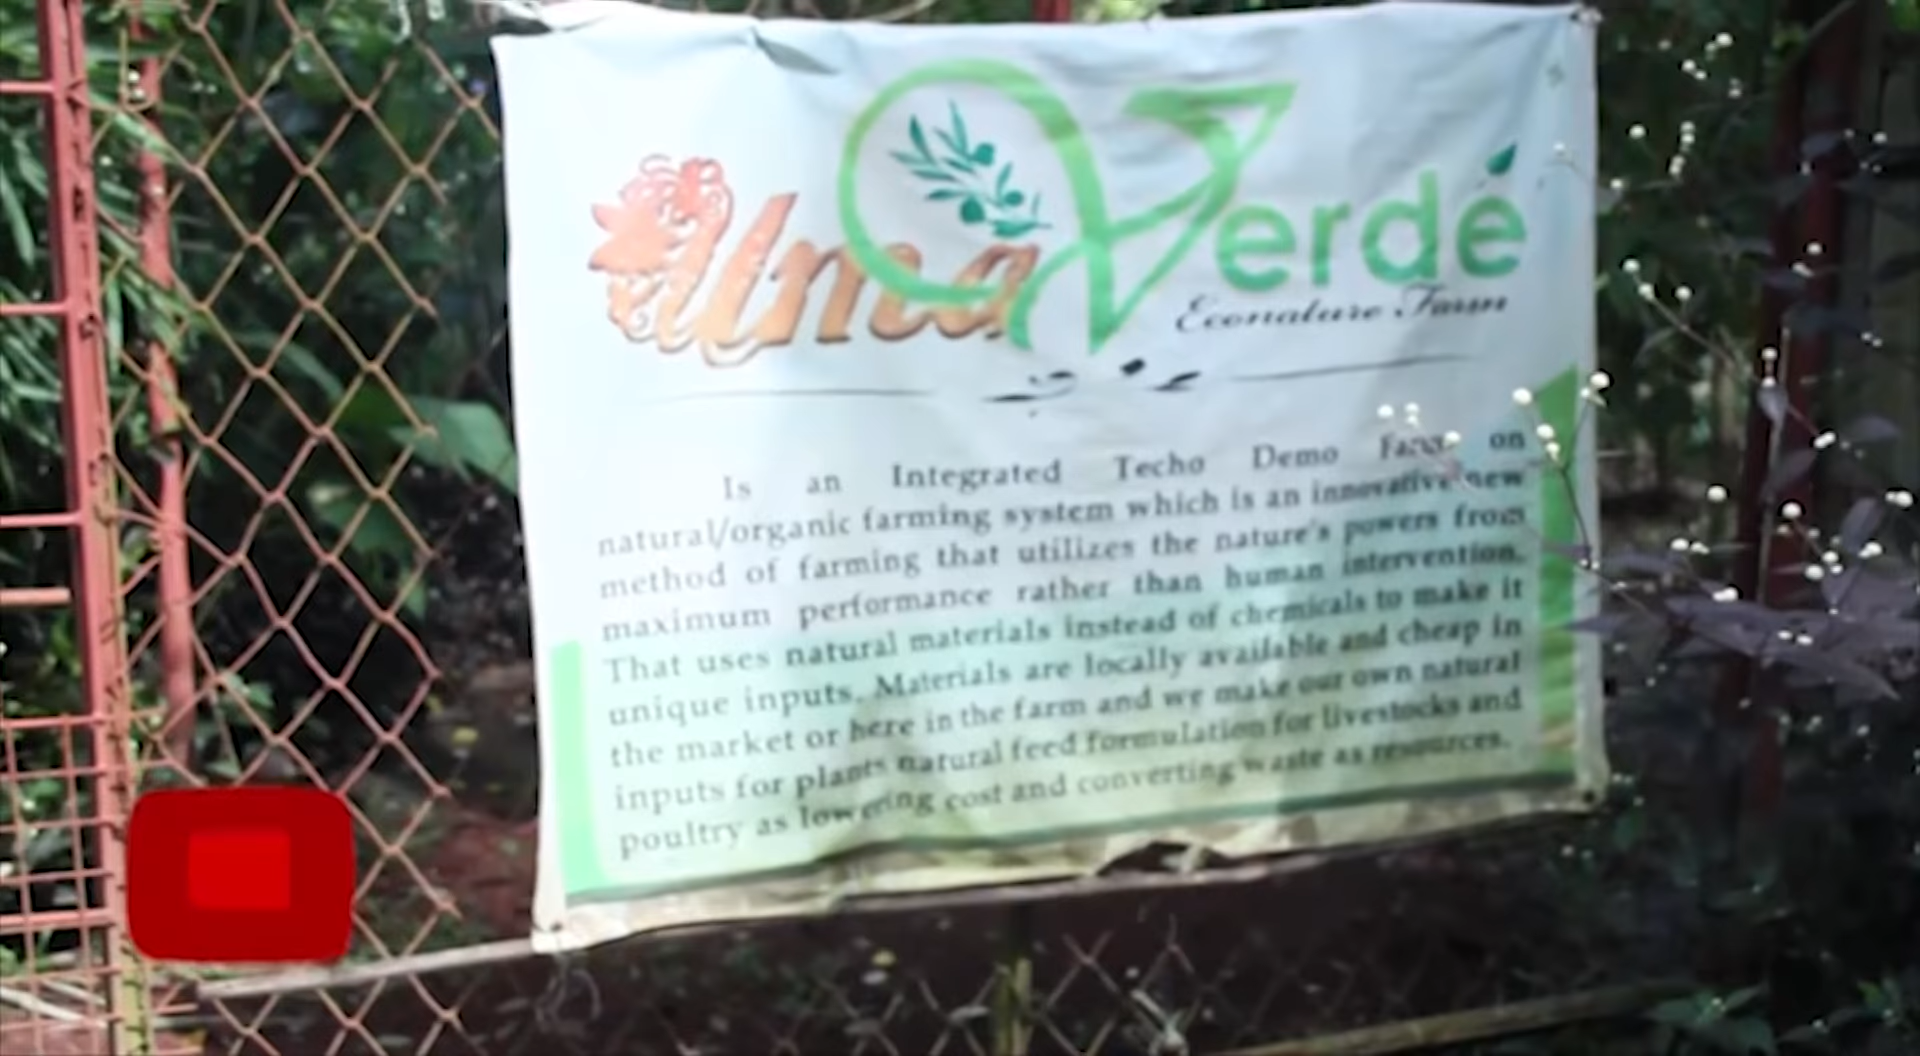 Uma Verdé
Econature Farm
Is an Integrated Techo Demo Farm on
natural/organic farming system which is an innovative new
method of farming that utilizes the nature's powers from
maximum performance rather than human intervention.
That uses natural materials instead of chemicals to make it
unique inputs. Materials are locally available and cheap in
the market or here in the farm and we make our own natural
inputs for plants natural feed formulation for livestocks and
poultry as lowering cost and converting waste as resources.